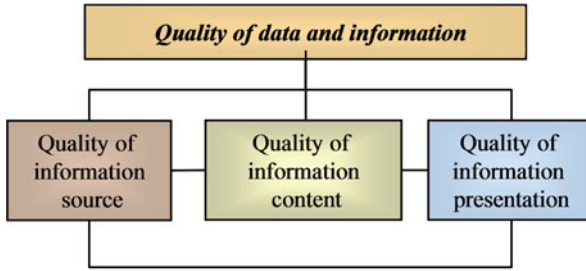 Quality of data and information
Quality of
information
source
Quality of
information
content
Quality of
information
presentation